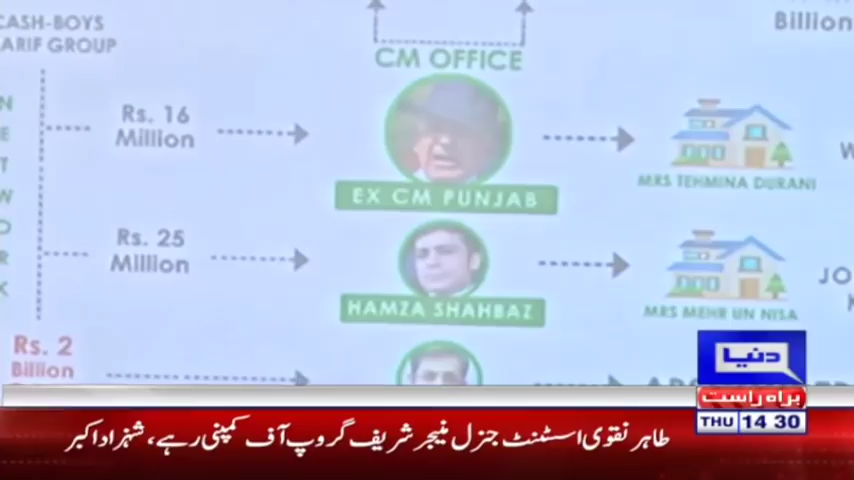 CASH-BOYS
ARIF GROUP
CM OFFICE
Billion
Rs. 16
Million
EX CM PUNJAB
MRS TEHMINA DURANI
Rs. 25
Million
HAMZA SHAHBAZ
MRS MEHR UN NISA
JO
Rs. 2
Billion
N
E
T
W
O
R
K
دنیا
براہ راست
THU 14 30
طاہر نقوی اسسٹنٹ جنرل منیجر شریف گروپ آف کمپنی رہے، شہزاد اکبر